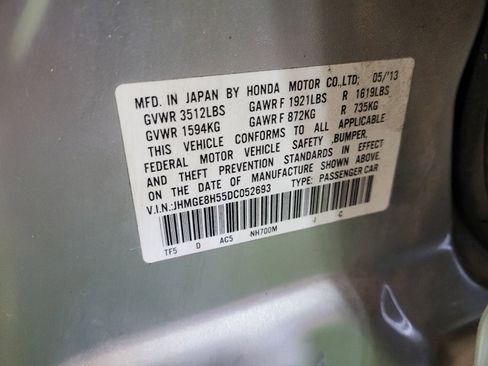 MFD. IN JAPAN BY HONDA MOTOR CO.,LTD; 05/'13
GVWR 3512LBS GAWR F 1921LBS R 1619LBS
GVWR 1594KG GAWR F 872KG R 735KG
THIS VEHICLE CONFORMS TO ALL APPLICABLE
FEDERAL MOTOR VEHICLE SAFETY ,BUMPER,
AND THEFT PREVENTION STANDARDS IN EFFECT
ON THE DATE OF MANUFACTURE SHOWN ABOVE.
V.I.N.:JHMGE8H55DC052693 TYPE: PASSENGER CAR
TF5 D AC5 NH700M